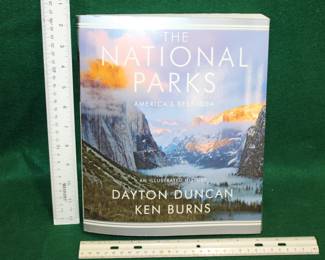 THE
NATIONAL
PARKS
AMERICA'S BEST IDEA
AN ILLUSTRATED HISTORY
DAYTON DUNCAN
KEN BURNS